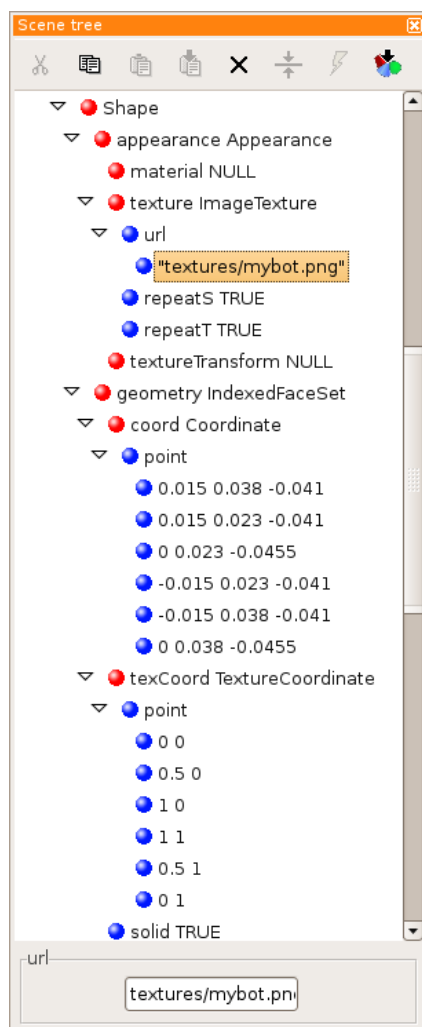 Scene tree
Shape
appearance Appearance
material NULL
texture ImageTexture
url
"textures/mybot.png"
repeatS TRUE
repeatT TRUE
textureTransform NULL
geometry IndexedFaceSet
coord Coordinate
point
0.015 0.038 -0.041
0.015 0.023 -0.041
0 0.023 -0.0455
-0.015 0.023 -0.041
-0.015 0.038 -0.041
0 0.038 -0.0455
texCoord TextureCoordinate
point
0 0
0.5 0
1 0
1 1
0.5 1
0 1
solid TRUE
url
textures/mybot.pn